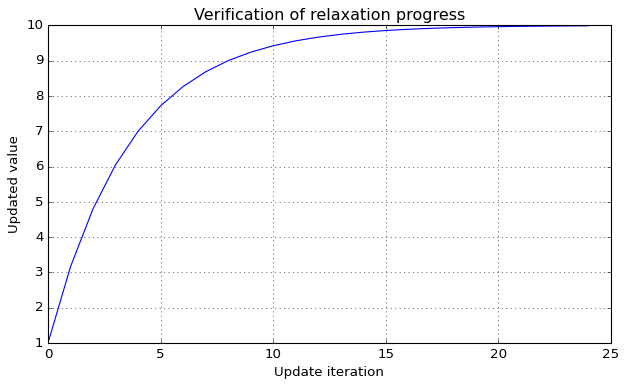 Verification of relaxation progress
10
9
8
7
6
5
4
3
2
1
Updated value
0 5 10 15 20 25
Update iteration